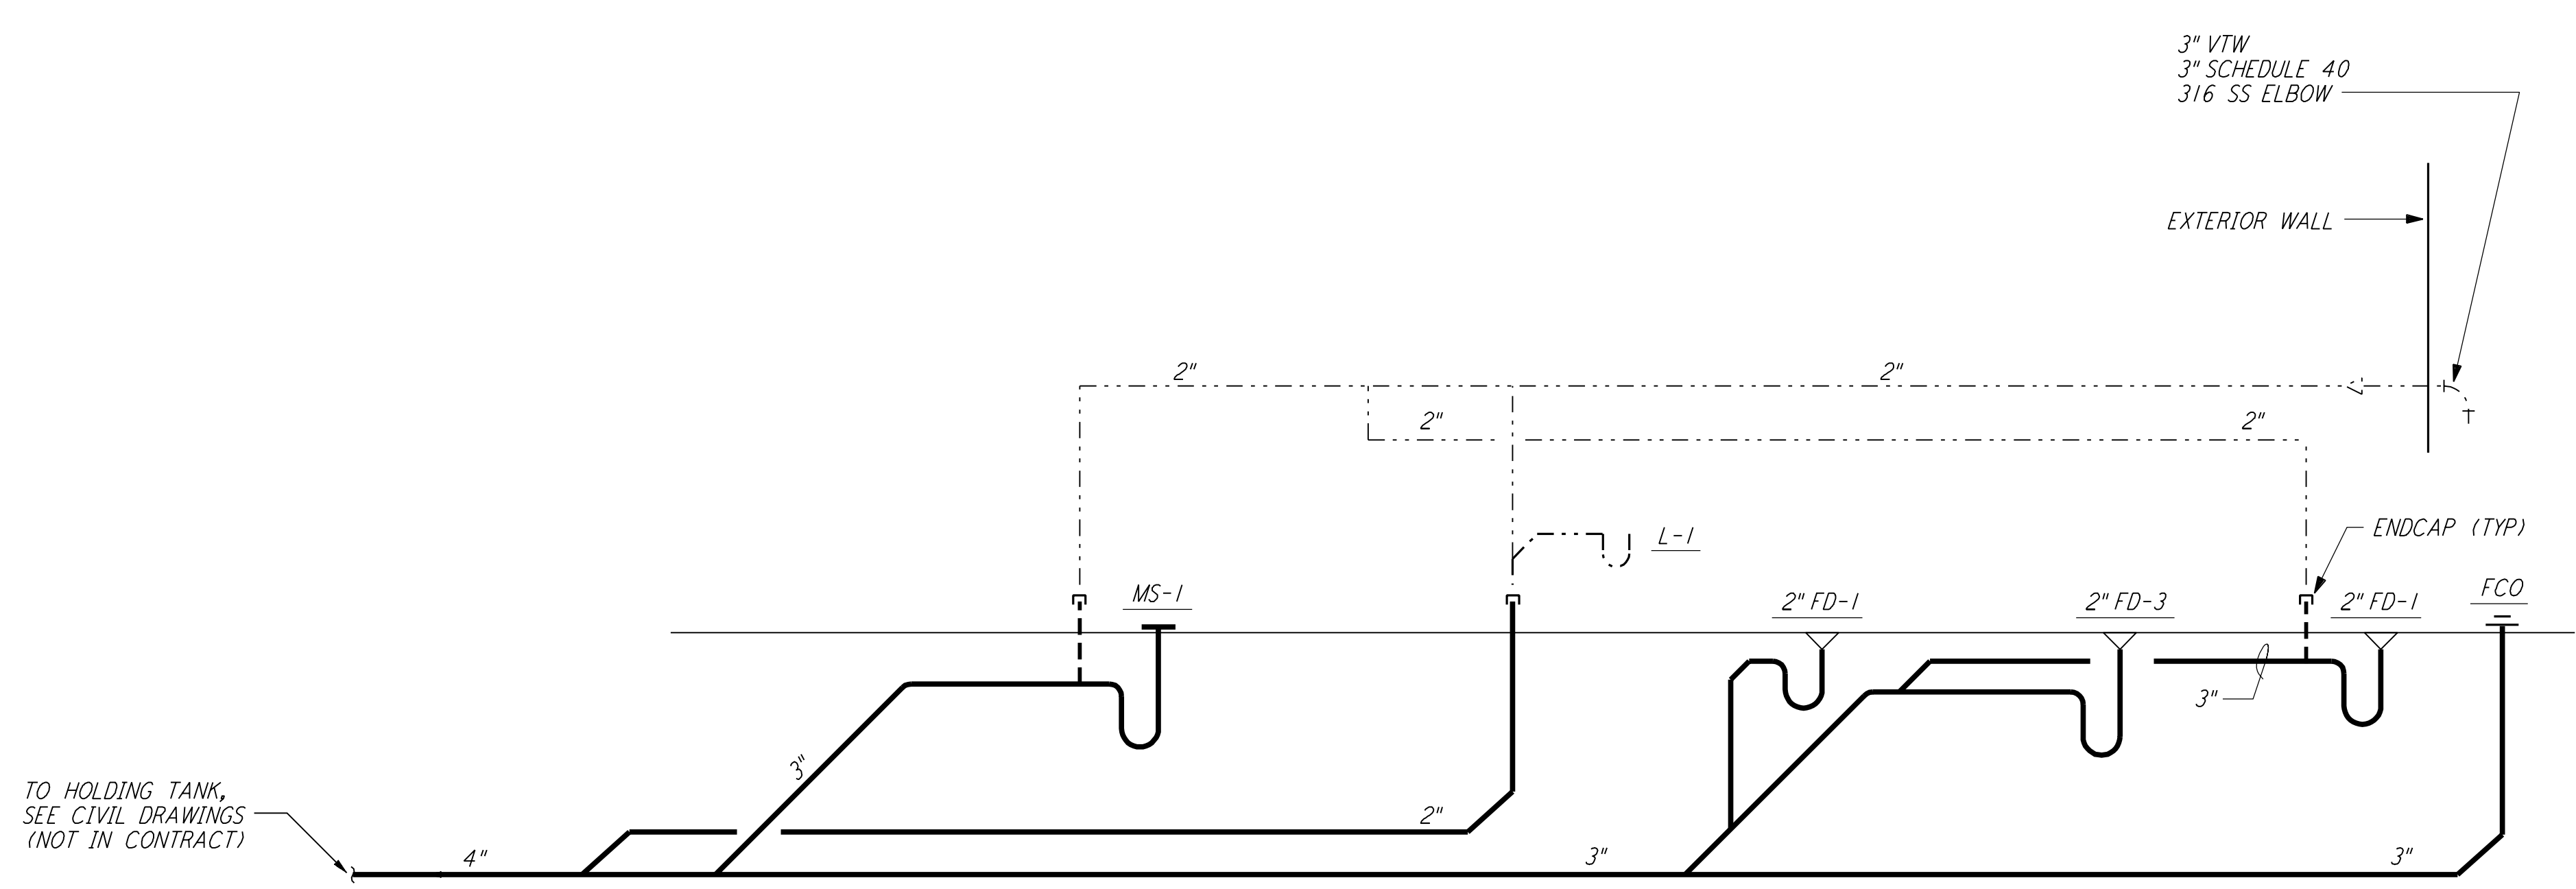 3" VTW
3" SCHEDULE 40
316 SS ELBOW
EXTERIOR WALL
2"
2"
2"
2"
L-1
ENDCAP (TYP)
MS-1
2" FD-1
2" FD-3
2" FD-1
FCO
3"
3"
TO HOLDING TANK,
SEE CIVIL DRAWINGS
(NOT IN CONTRACT)
2"
4"
3"
3"